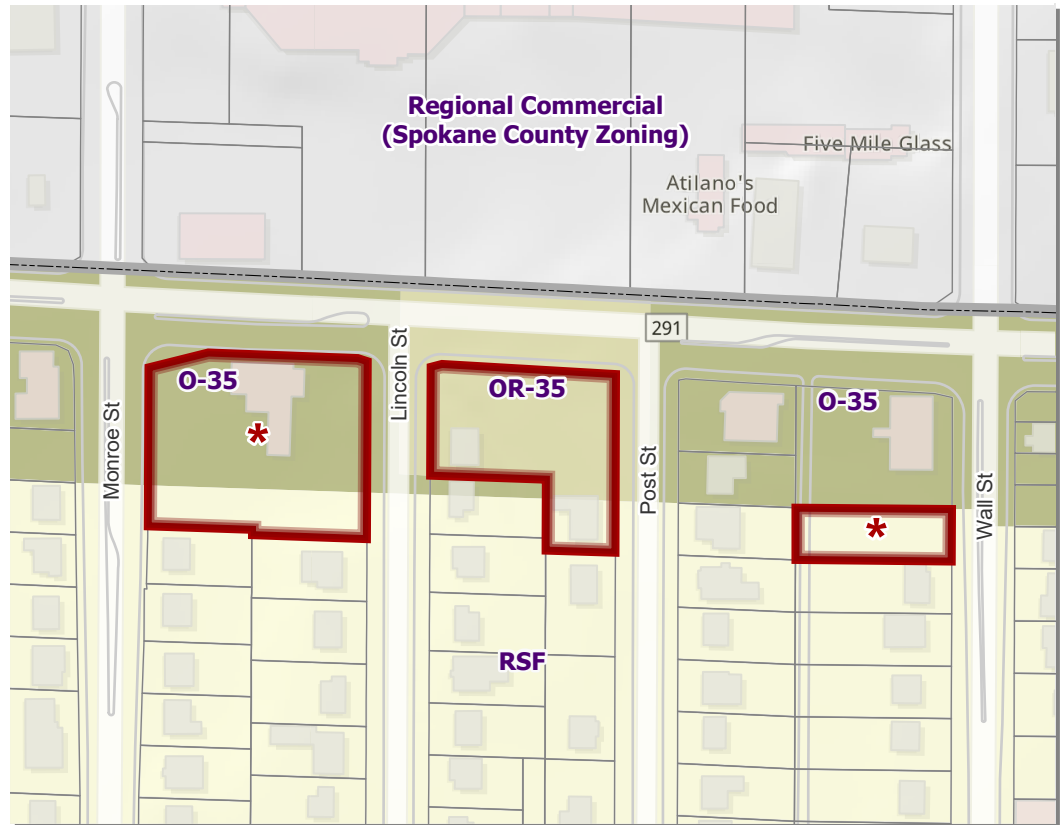 Regional Commercial
(Spokane County Zoning)
Five Mile Glass
Atilano's
Mexican Food
291
Lincoln St
O-35
OR-35
O-35
*
Monroe St
Post St
Wall St
*
RSF